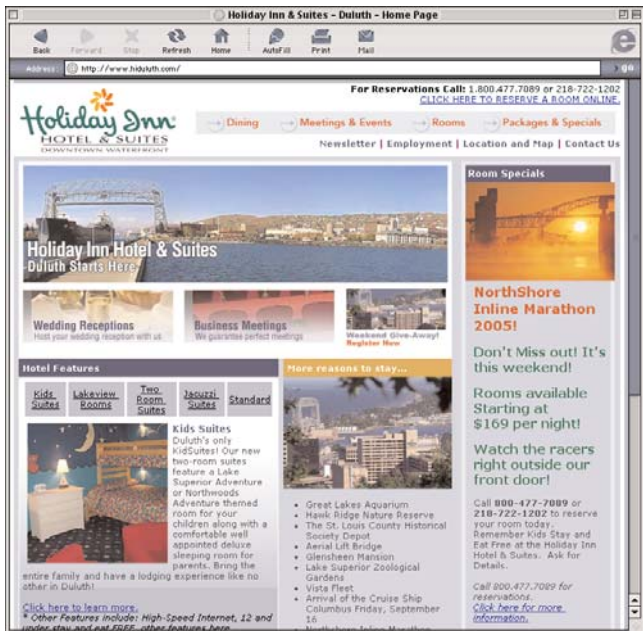 Holiday Inn & Suites - Duluth - Home Page
Back
Forward
Stop
Refresh
Home
AutoFill
Print
Mail
Address:
http://www.hiduluth.com/
go
For Reservations Call: 1.800.477.7089 or 218-722-1202
CLICK HERE TO RESERVE A ROOM ONLINE.
Holiday Inn
HOTEL & SUITES
DOWNTOWN WATERFRONT
Dining
Meetings & Events
Rooms
Packages & Specials
Newsletter | Employment | Location and Map | Contact Us
Holiday Inn Hotel & Suites
-Duluth Starts Here-
Wedding Receptions
Host your wedding reception with us
Business Meetings
We guarantee perfect meetings
Weekend Give-Away!
Register Now
Hotel Features
Kids
Suites
Lakeview
Rooms
Two
Room
Suites
Jacuzzi
Suites
Standard
Kids Suites
Duluth's only
KidSuites! Our new
two-room suites
feature a Lake
Superior Adventure
or Northwoods
Adventure themed
room for your
children along with a
comfortable well
appointed deluxe
sleeping room for
parents. Bring the
entire family and have a lodging experience like no
other in Duluth!
Click here to learn more.
* Other Features include: High-Speed Internet, 12 and
under stay and eat FREE, other features here
More reasons to stay...
Great Lakes Aquarium
Hawk Ridge Nature Reserve
The St. Louis County Historical
Society Depot
Aerial Lift Bridge
Glensheen Mansion
Lake Superior Zoological
Gardens
Vista Fleet
Arrival of the Cruise Ship
Columbus Friday, September
16
Northshore Inline Marathon
Room Specials
NorthShore
Inline Marathon
2005!
Don't Miss out! It's
this weekend!
Rooms available
Starting at
$169 per night!
Watch the racers
right outside our
front door!
Call 800-477-7089 or
218-722-1202 to reserve
your room today.
Remember Kids Stay and
Eat Free at the Holiday Inn
Hotel & Suites. Ask for
Details.
Call 800.477.7089 for
reservations.
Click here for more
information.